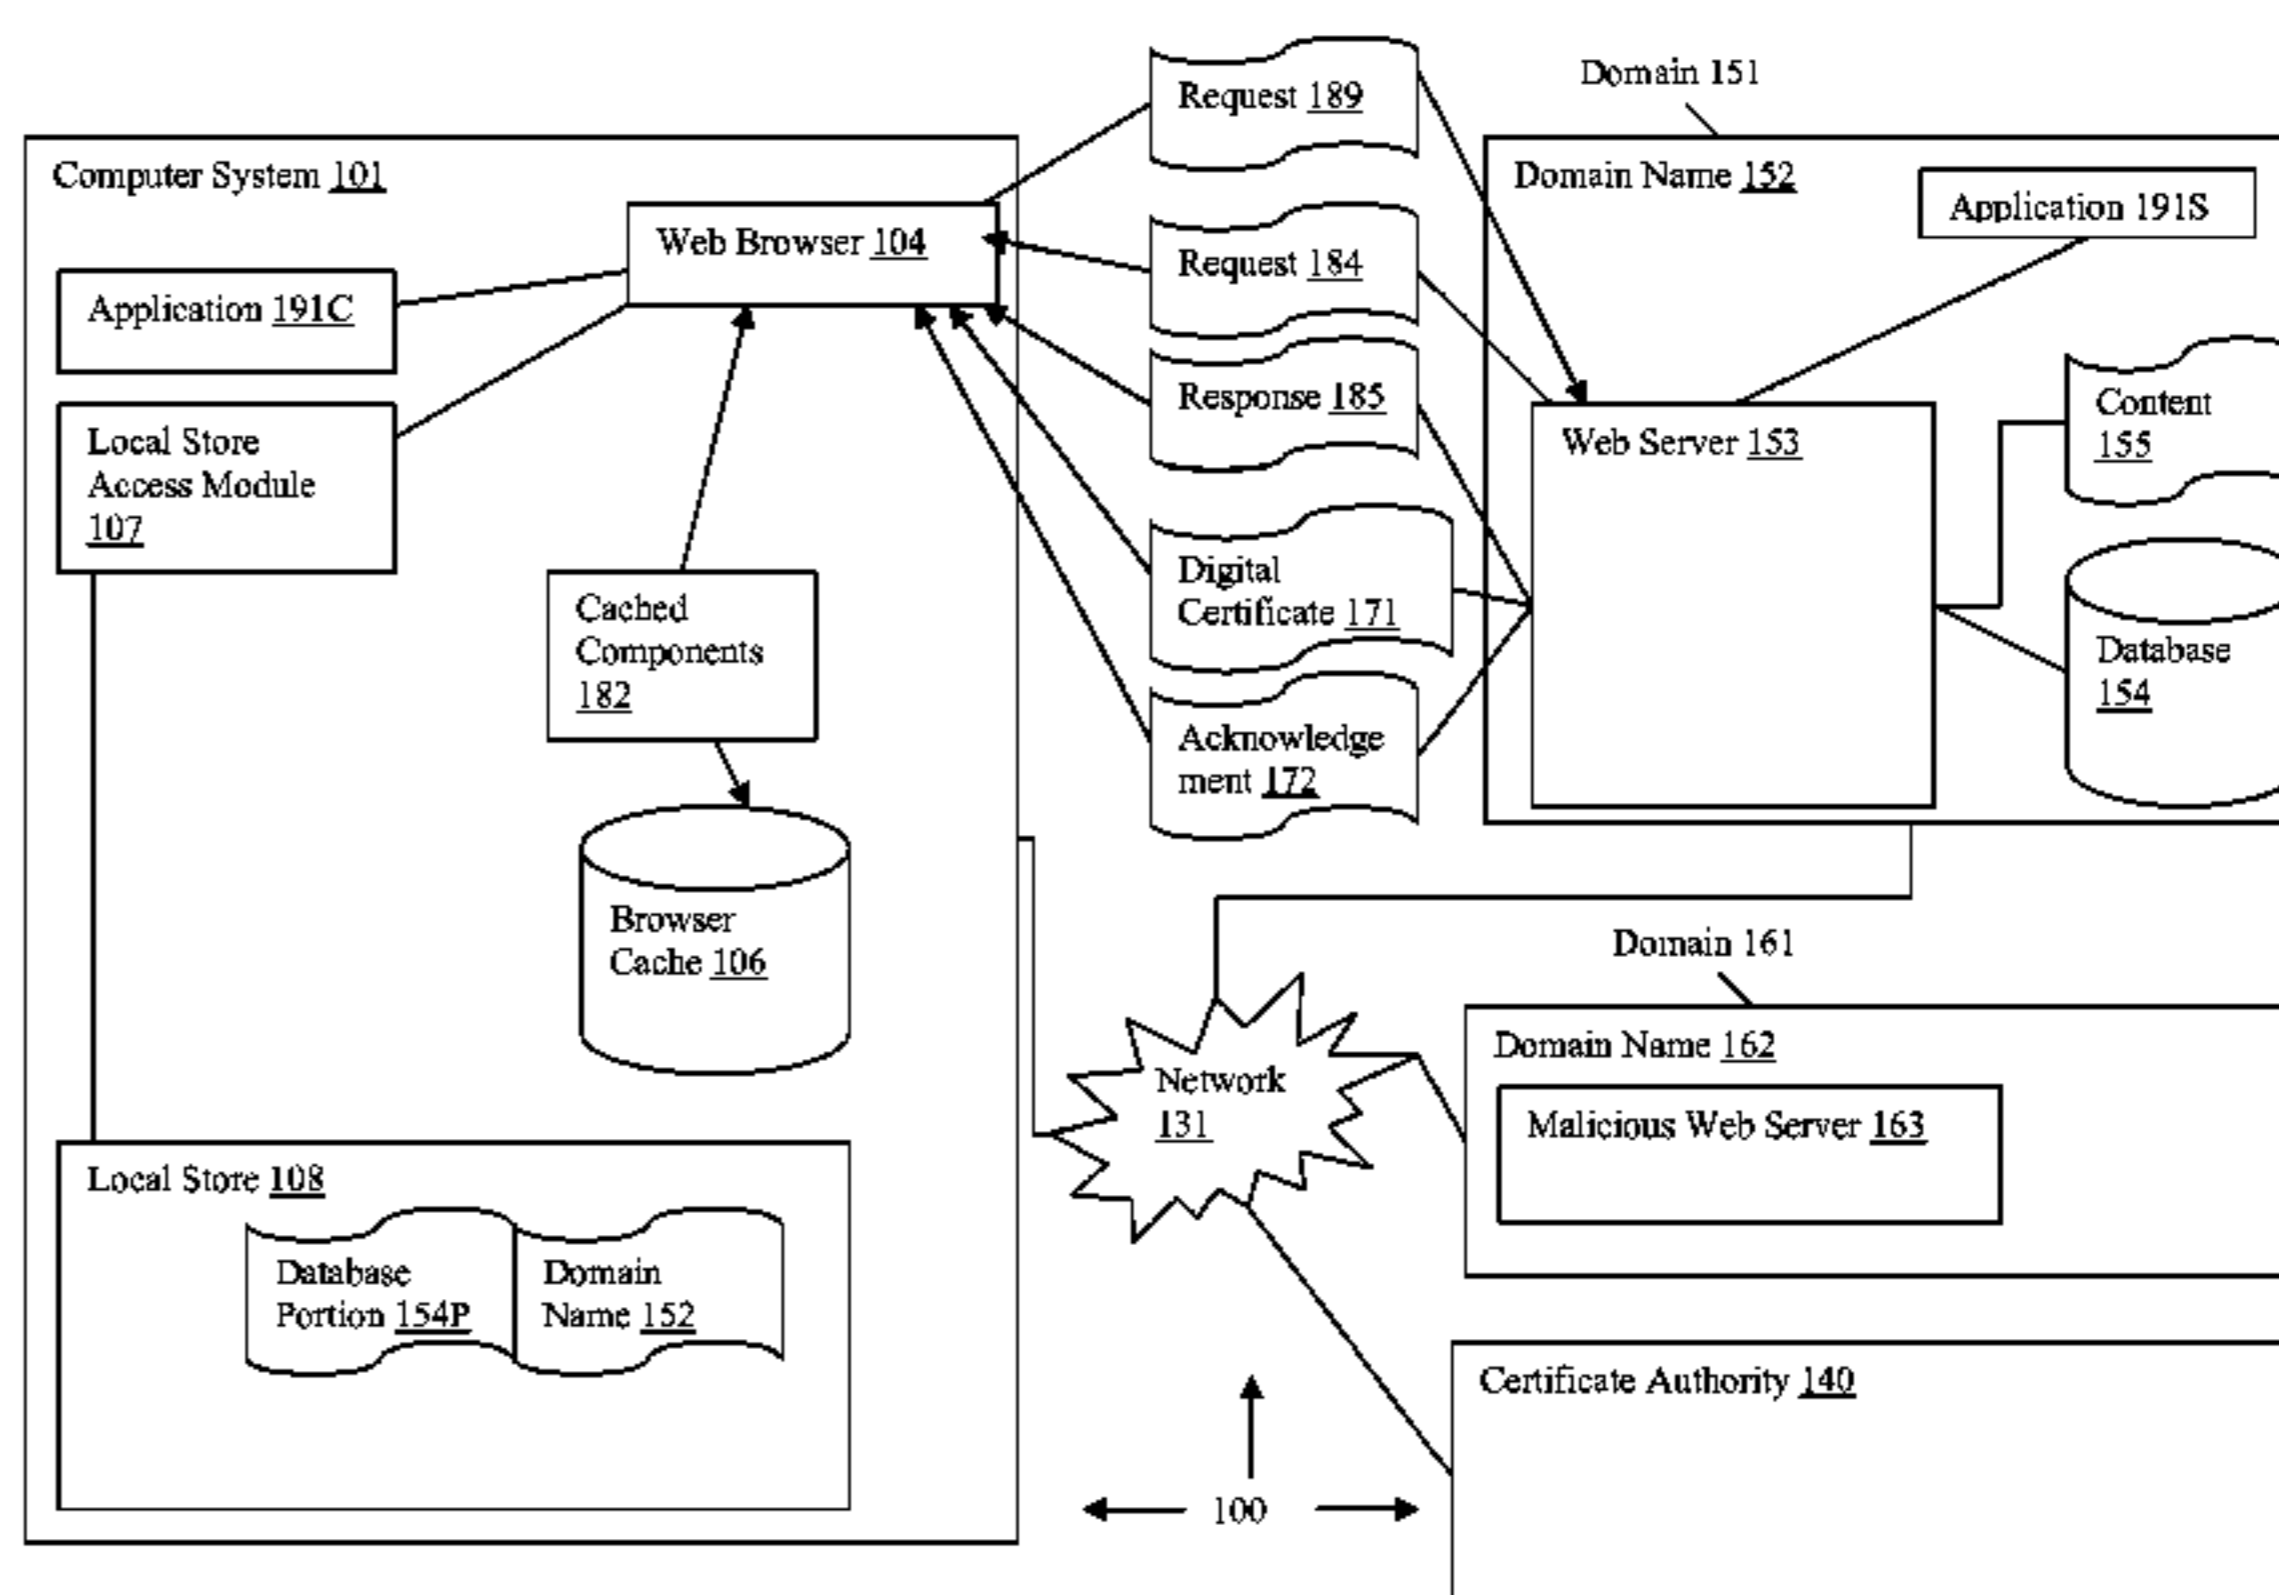 Computer System 101
Web Browser 104
Application 191C
Local Store
Access Module
107
Cached
Components
182
Browser
Cache 106
Local Store 108
Database
Portion 154P
Domain
Name 152
Request 189
Request 184
Response 185
Digital
Certificate 171
Acknowledge
ment 172
Domain 151
Domain Name 152
Application 191S
Web Server 153
Content
155
Database
154
Network
131
Domain 161
Domain Name 162
Malicious Web Server 163
Certificate Authority 140
100